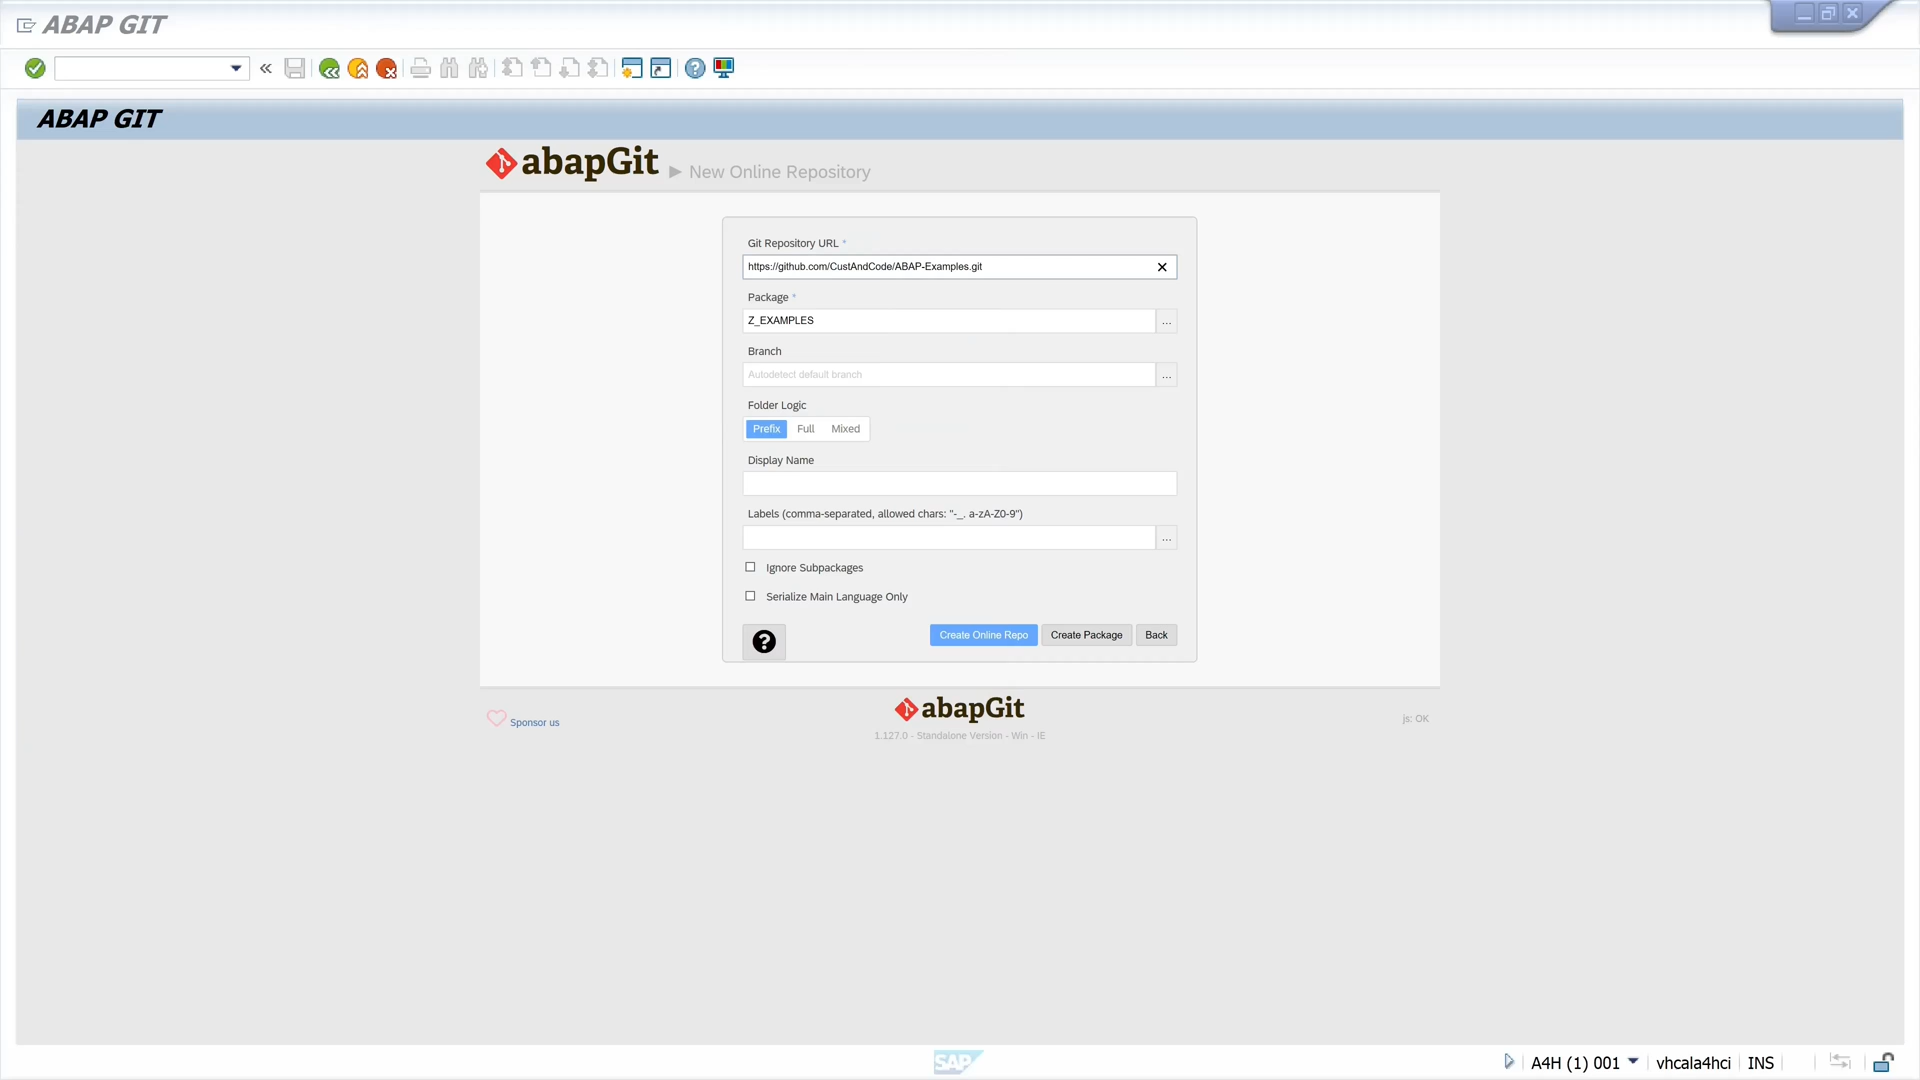 ABAP GIT
ABAP GIT
abapGit ► New Online Repository
Git Repository URL *
https://github.com/CustAndCode/ABAP-Examples.git
Package *
Z_EXAMPLES
...
Branch
Autodetect default branch
...
Folder Logic
Prefix Full Mixed
Display Name
Labels (comma-separated, allowed chars: "-_. a-zA-Z0-9")
...
Ignore Subpackages
Serialize Main Language Only
Create Online Repo Create Package Back
Sponsor us
abapGit
1.127.0 - Standalone Version - Win - IE
js: OK
SAP
A4H (1) 001 vhcala4hci INS